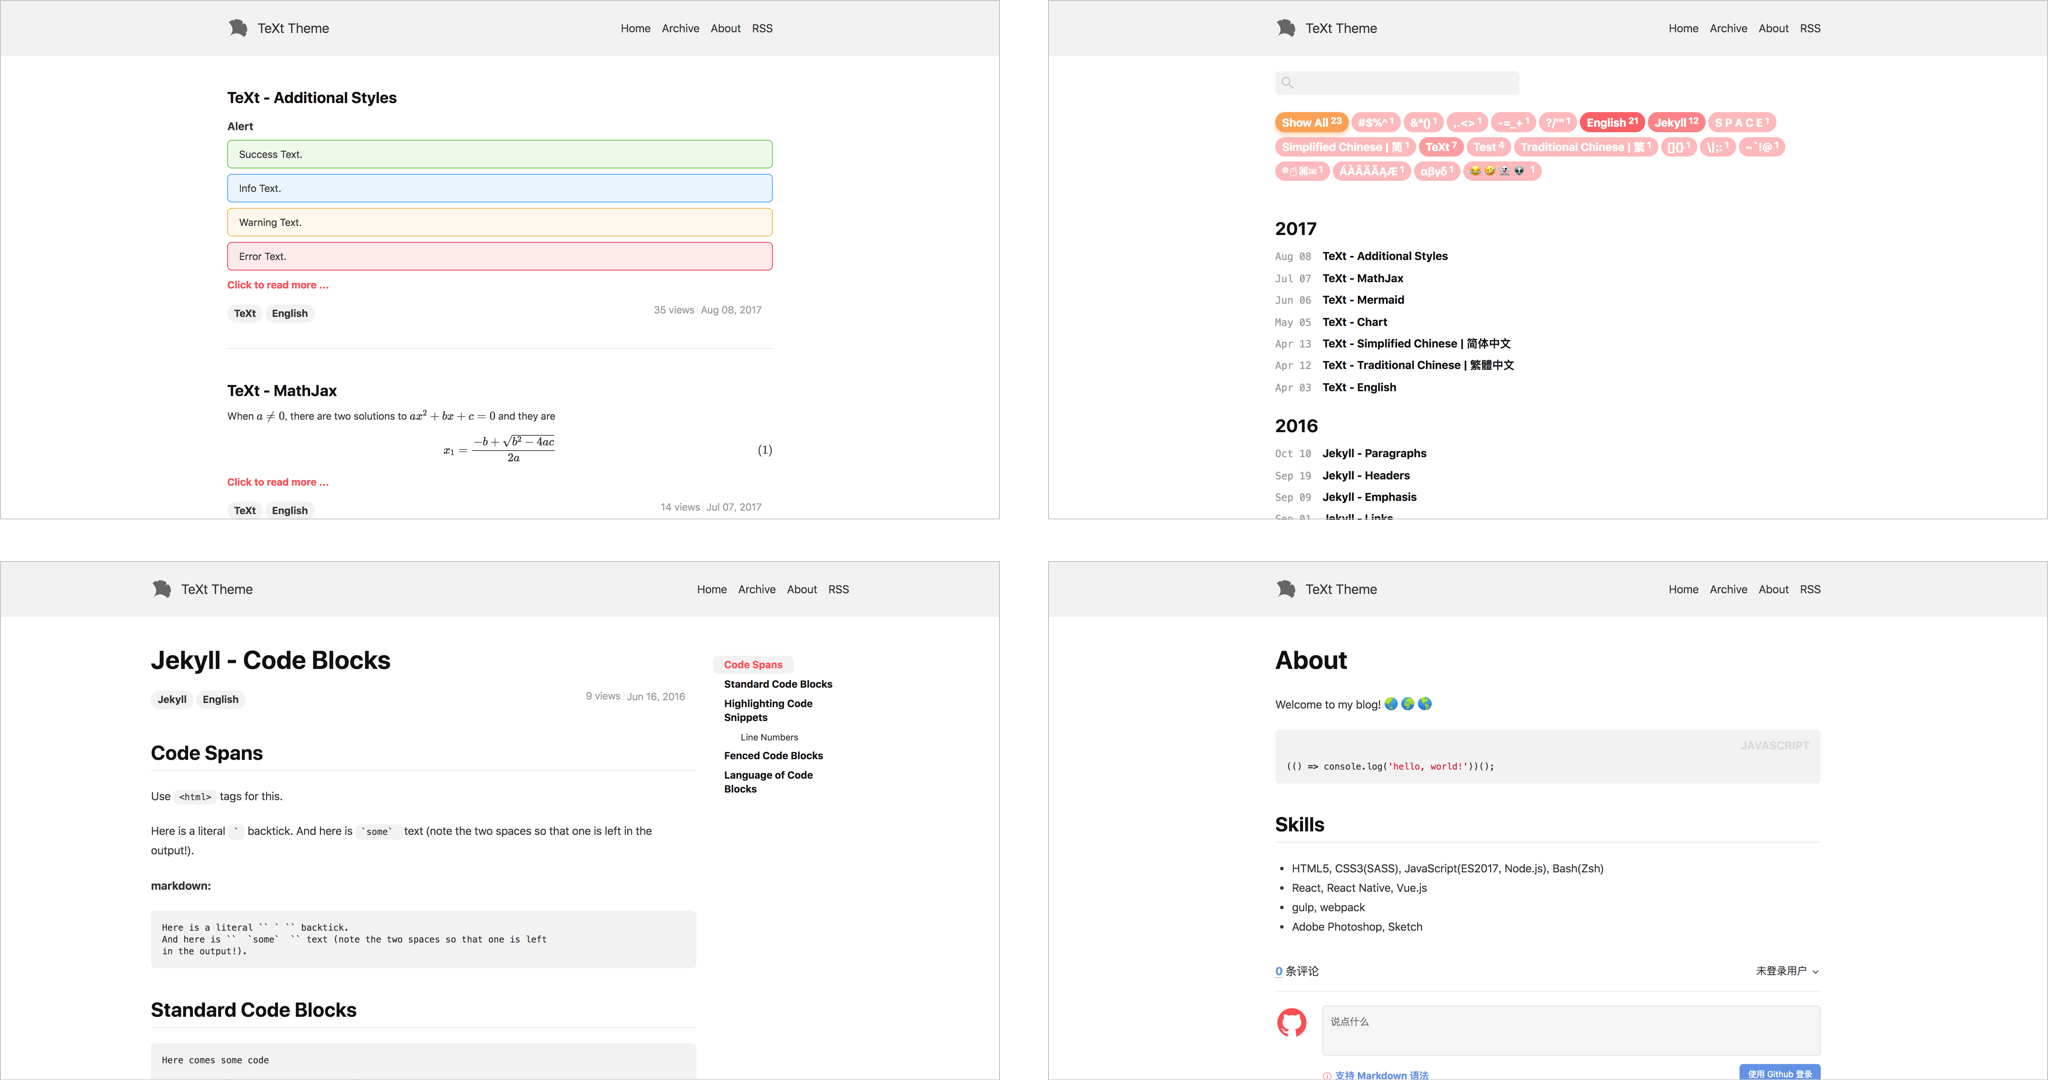 TeXt Theme
Home Archive About RSS
TeXt - Additional Styles
Alert
Success Text.
Info Text.
Warning Text.
Error Text.
Click to read more ...
TeXt English
35 views | Aug 08, 2017
TeXt - MathJax
When a ≠ 0, there are two solutions to ax² + bx + c = 0 and they are
x₁ = (−b + √(b² − 4ac)) / 2a (1)
Click to read more ...
TeXt English
14 views | Jul 07, 2017
TeXt Theme
Home Archive About RSS
Show All 23 #$%^ 1 &*() 1 ,.<> 1 -=_+ 1 ?/"' 1 English 21 Jekyll 12 S P A C E 1
Simplified Chinese | 简 1 TeXt 7 Test 4 Traditional Chinese | 繁 1 []{} 1 \|;: 1 ~`!@ 1
αβγδ 1 😂🤣☠️👽 1
2017
Aug 08 TeXt - Additional Styles
Jul 07 TeXt - MathJax
Jun 06 TeXt - Mermaid
May 05 TeXt - Chart
Apr 13 TeXt - Simplified Chinese | 简体中文
Apr 12 TeXt - Traditional Chinese | 繁體中文
Apr 03 TeXt - English
2016
Oct 10 Jekyll - Paragraphs
Sep 19 Jekyll - Headers
Sep 09 Jekyll - Emphasis
Sep 01 Jekyll - Links
TeXt Theme
Home Archive About RSS
Jekyll - Code Blocks
Jekyll English
9 views | Jun 16, 2016
Code Spans
Use <html> tags for this.
Here is a literal ` backtick. And here is `some` text (note the two spaces so that one is left in the
output!).
markdown:
Here is a literal `` ` `` backtick.
And here is ``  `some`  `` text (note the two spaces so that one is left
in the output!).
Standard Code Blocks
Here comes some code
Code Spans
Standard Code Blocks
Highlighting Code
Snippets
Line Numbers
Fenced Code Blocks
Language of Code
Blocks
TeXt Theme
Home Archive About RSS
About
Welcome to my blog! 🌏🌍🌎
JAVASCRIPT
(() => console.log('hello, world!'))();
Skills
• HTML5, CSS3(SASS), JavaScript(ES2017, Node.js), Bash(Zsh)
• React, React Native, Vue.js
• gulp, webpack
• Adobe Photoshop, Sketch
0 条评论
未登录用户
说点什么
支持 Markdown 语法
使用 Github 登录